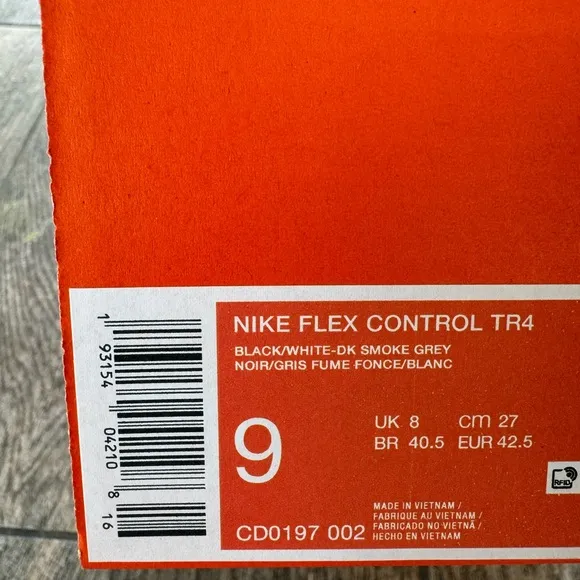 NIKE FLEX CONTROL TR4
BLACK/WHITE-DK SMOKE GREY
NOIR/GRIS FUME FONCE/BLANC
9
UK 8 cm 27
BR 40.5 EUR 42.5
RFID
CD0197 002
MADE IN VIETNAM /
FABRIQUE AU VIETNAM /
FABRICADO NO VIETNÃ /
HECHO EN VIETNAM
1 93154 04210 8 16